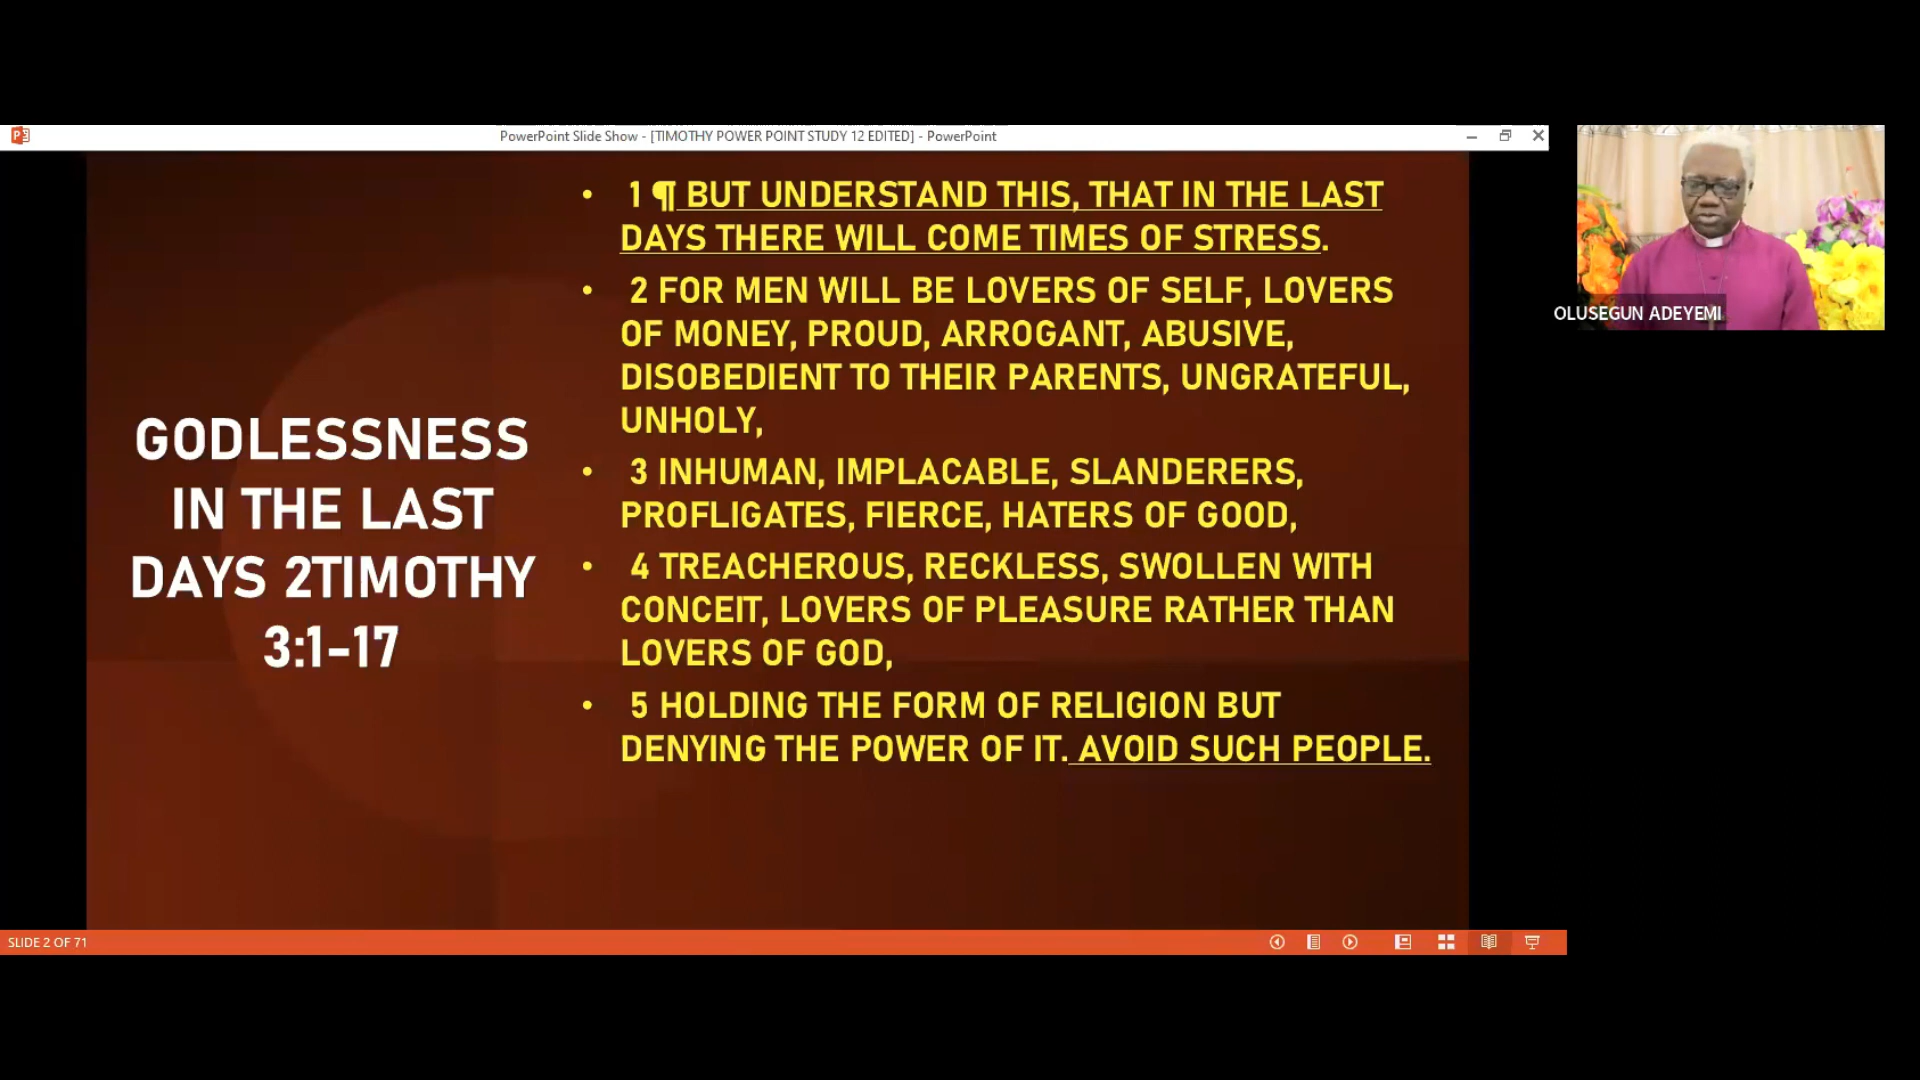 PowerPoint Slide Show - [TIMOTHY POWER POINT STUDY 12 EDITED] - PowerPoint
GODLESSNESS
IN THE LAST
DAYS 2TIMOTHY
3:1-17
• 1 ¶ BUT UNDERSTAND THIS, THAT IN THE LAST
DAYS THERE WILL COME TIMES OF STRESS.
• 2 FOR MEN WILL BE LOVERS OF SELF, LOVERS
OF MONEY, PROUD, ARROGANT, ABUSIVE,
DISOBEDIENT TO THEIR PARENTS, UNGRATEFUL,
UNHOLY,
• 3 INHUMAN, IMPLACABLE, SLANDERERS,
PROFLIGATES, FIERCE, HATERS OF GOOD,
• 4 TREACHEROUS, RECKLESS, SWOLLEN WITH
CONCEIT, LOVERS OF PLEASURE RATHER THAN
LOVERS OF GOD,
• 5 HOLDING THE FORM OF RELIGION BUT
DENYING THE POWER OF IT. AVOID SUCH PEOPLE.
OLUSEGUN ADEYEMI
SLIDE 2 OF 71